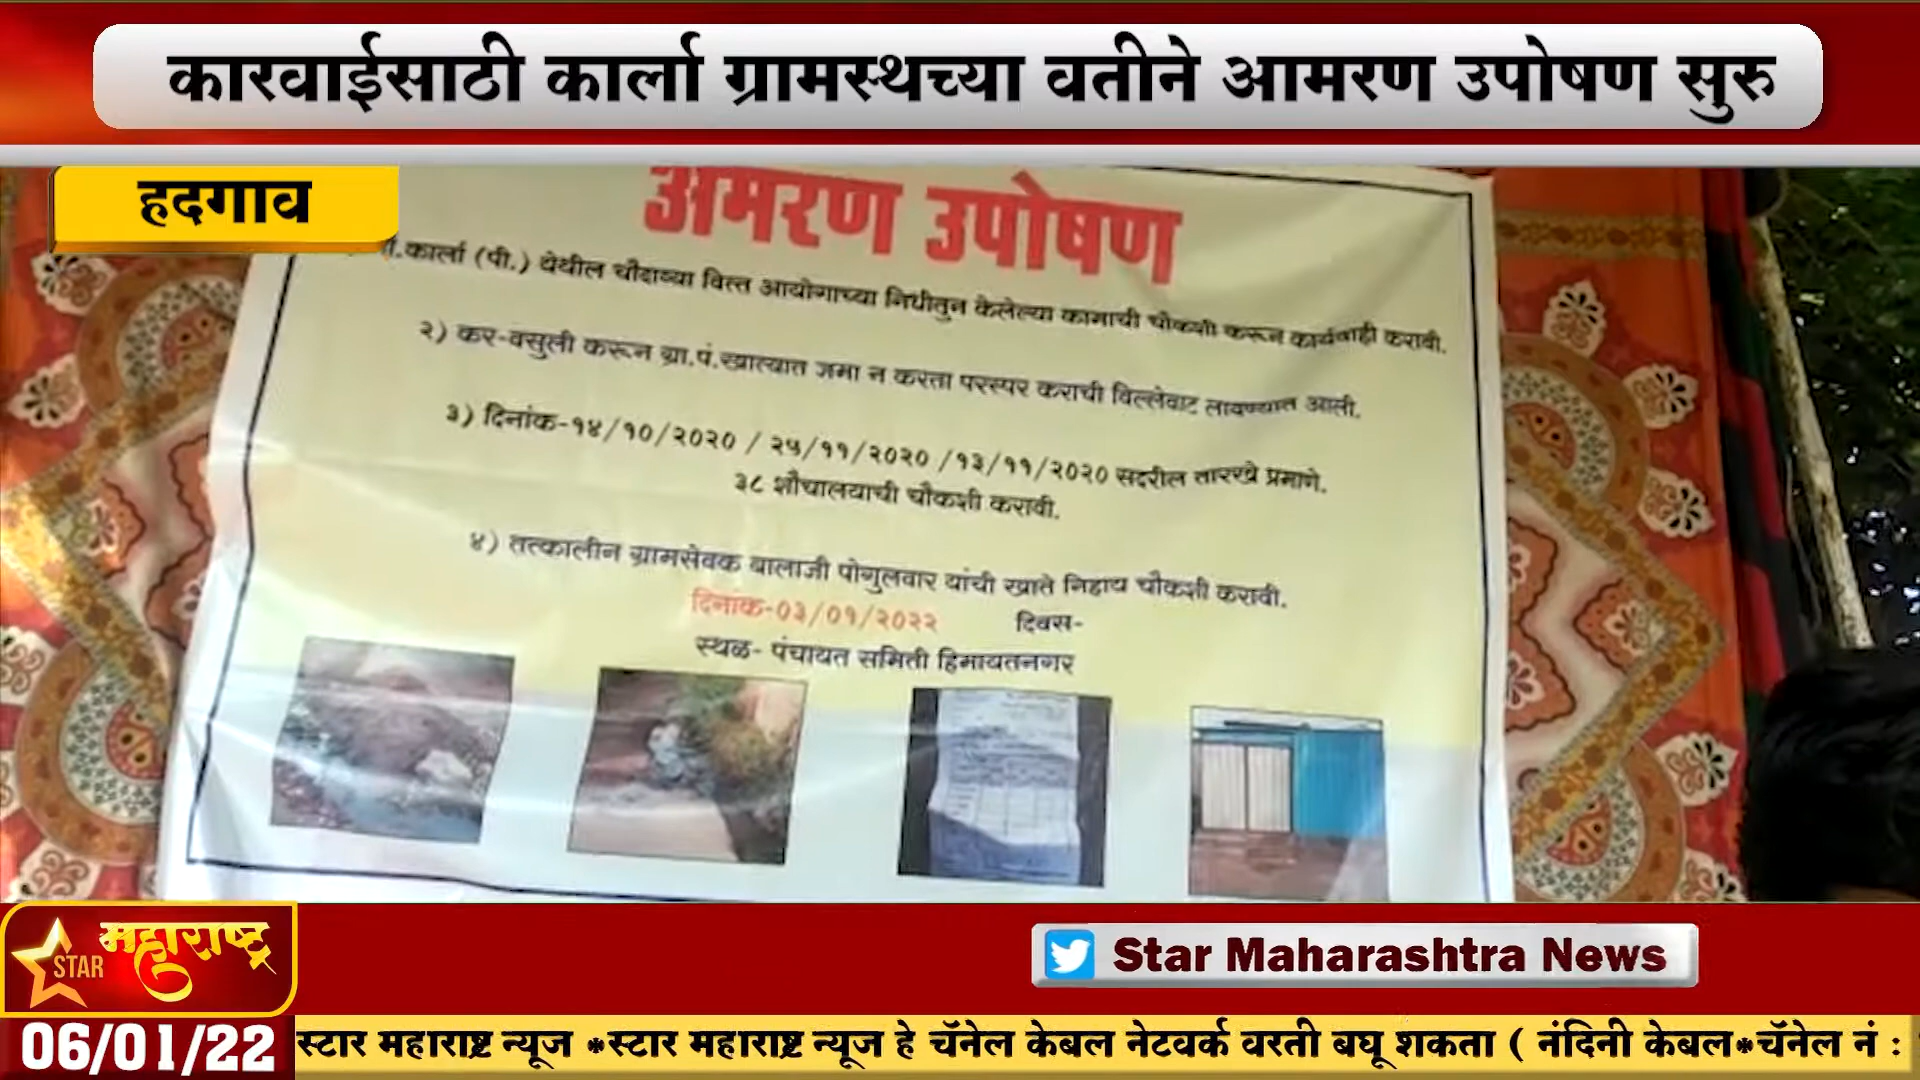 कारवाईसाठी कार्ला ग्रामस्थच्या वतीने आमरण उपोषण सुरु
हदगाव
अमरण उपोषण
कार्ला (पी.) येथील चौदाव्या वित्त आयोगाच्या निधीतुन केलेल्या कामाची चौकशी करून कार्यवाही करावी.
२) कर-वसुली करून ग्रा.पं.खात्यात जमा न करता परस्पर कराची विल्लेवाट लावण्यात आली.
३) दिनांक-१४/१०/२०२० / २५/११/२०२० /१३/११/२०२० सदरील तारखे प्रमाणे.
३८ शौचालयाची चौकशी करावी.
४) तत्कालीन ग्रामसेवक बालाजी पोगुलवार यांची खाते निहाय चौकशी करावी.
दिनांक-०३/०१/२०२२ दिवस-
स्थळ- पंचायत समिती हिमायतनगर
STAR महाराष्ट्र
Star Maharashtra News
06/01/22 स्टार महाराष्ट्र न्यूज *स्टार महाराष्ट्र न्यूज हे चॅनेल केबल नेटवर्क वरती बघू शकता ( नंदिनी केबल*चॅनेल नं :